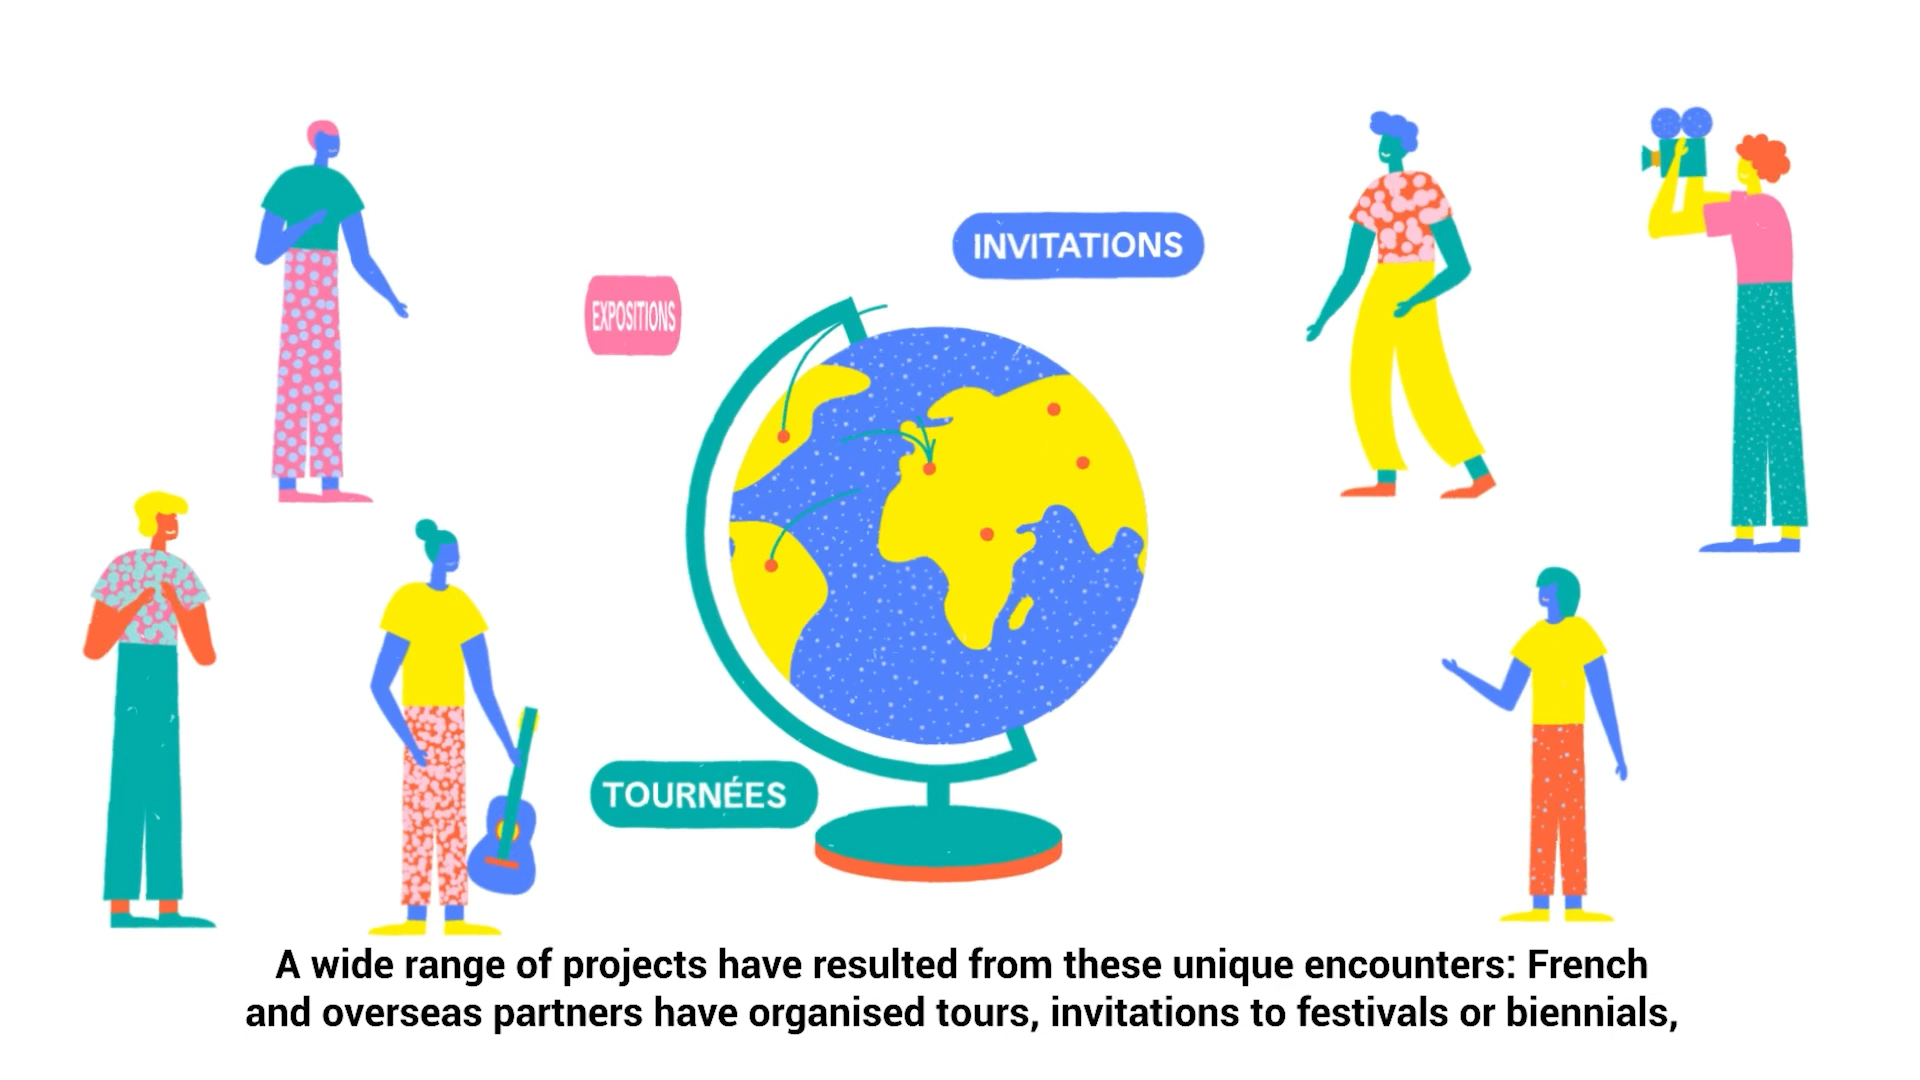 INVITATIONS
EXPOSITIONS
TOURNÉES
A wide range of projects have resulted from these unique encounters: French
and overseas partners have organised tours, invitations to festivals or biennials,